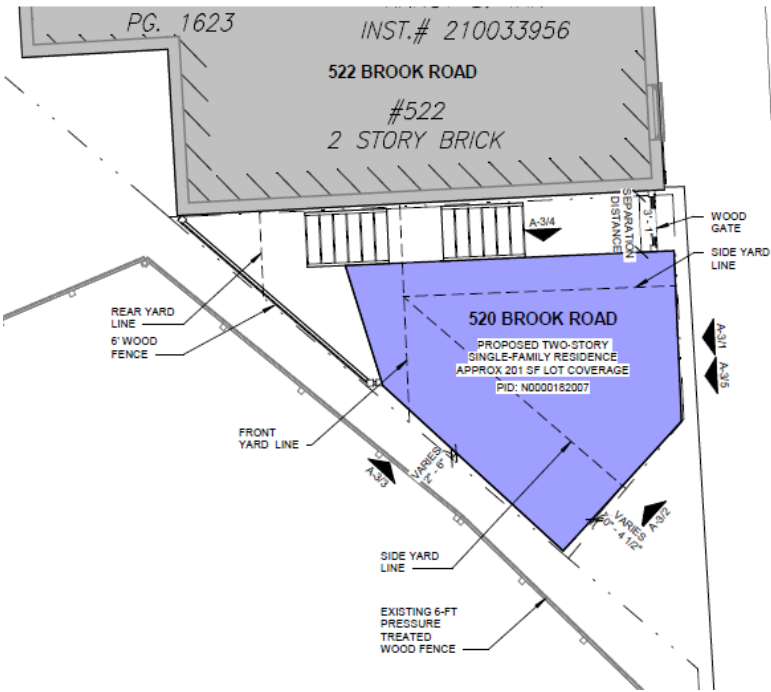 PG. 1623
INST.# 210033956
522 BROOK ROAD
#522
2 STORY BRICK
SEPARATION
DISTANCE
3'- 1"
A-3/4
WOOD
GATE
SIDE YARD
LINE
REAR YARD
LINE
6' WOOD
FENCE
520 BROOK ROAD
PROPOSED TWO-STORY
SINGLE-FAMILY RESIDENCE
APPROX 201 SF LOT COVERAGE
PID: N0000182007
A-3/1
A-3/5
FRONT
YARD LINE
A-3/3
VARIES
2" - 6"
VARIES
0" - 4 1/2"
A-3/2
SIDE YARD
LINE
EXISTING 6-FT
PRESSURE
TREATED
WOOD FENCE